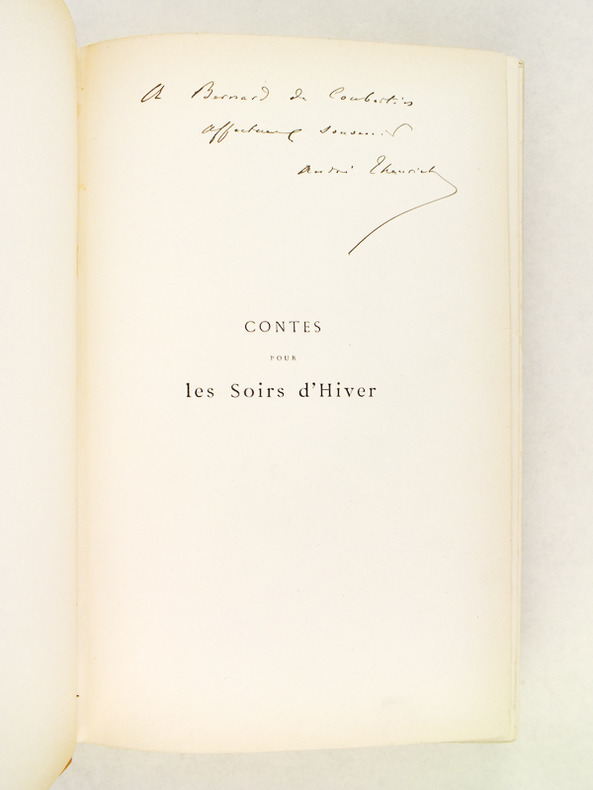 A Bernard de Coubertin
affectueux souvenir
André Theuriet
CONTES
POUR
les Soirs d'Hiver